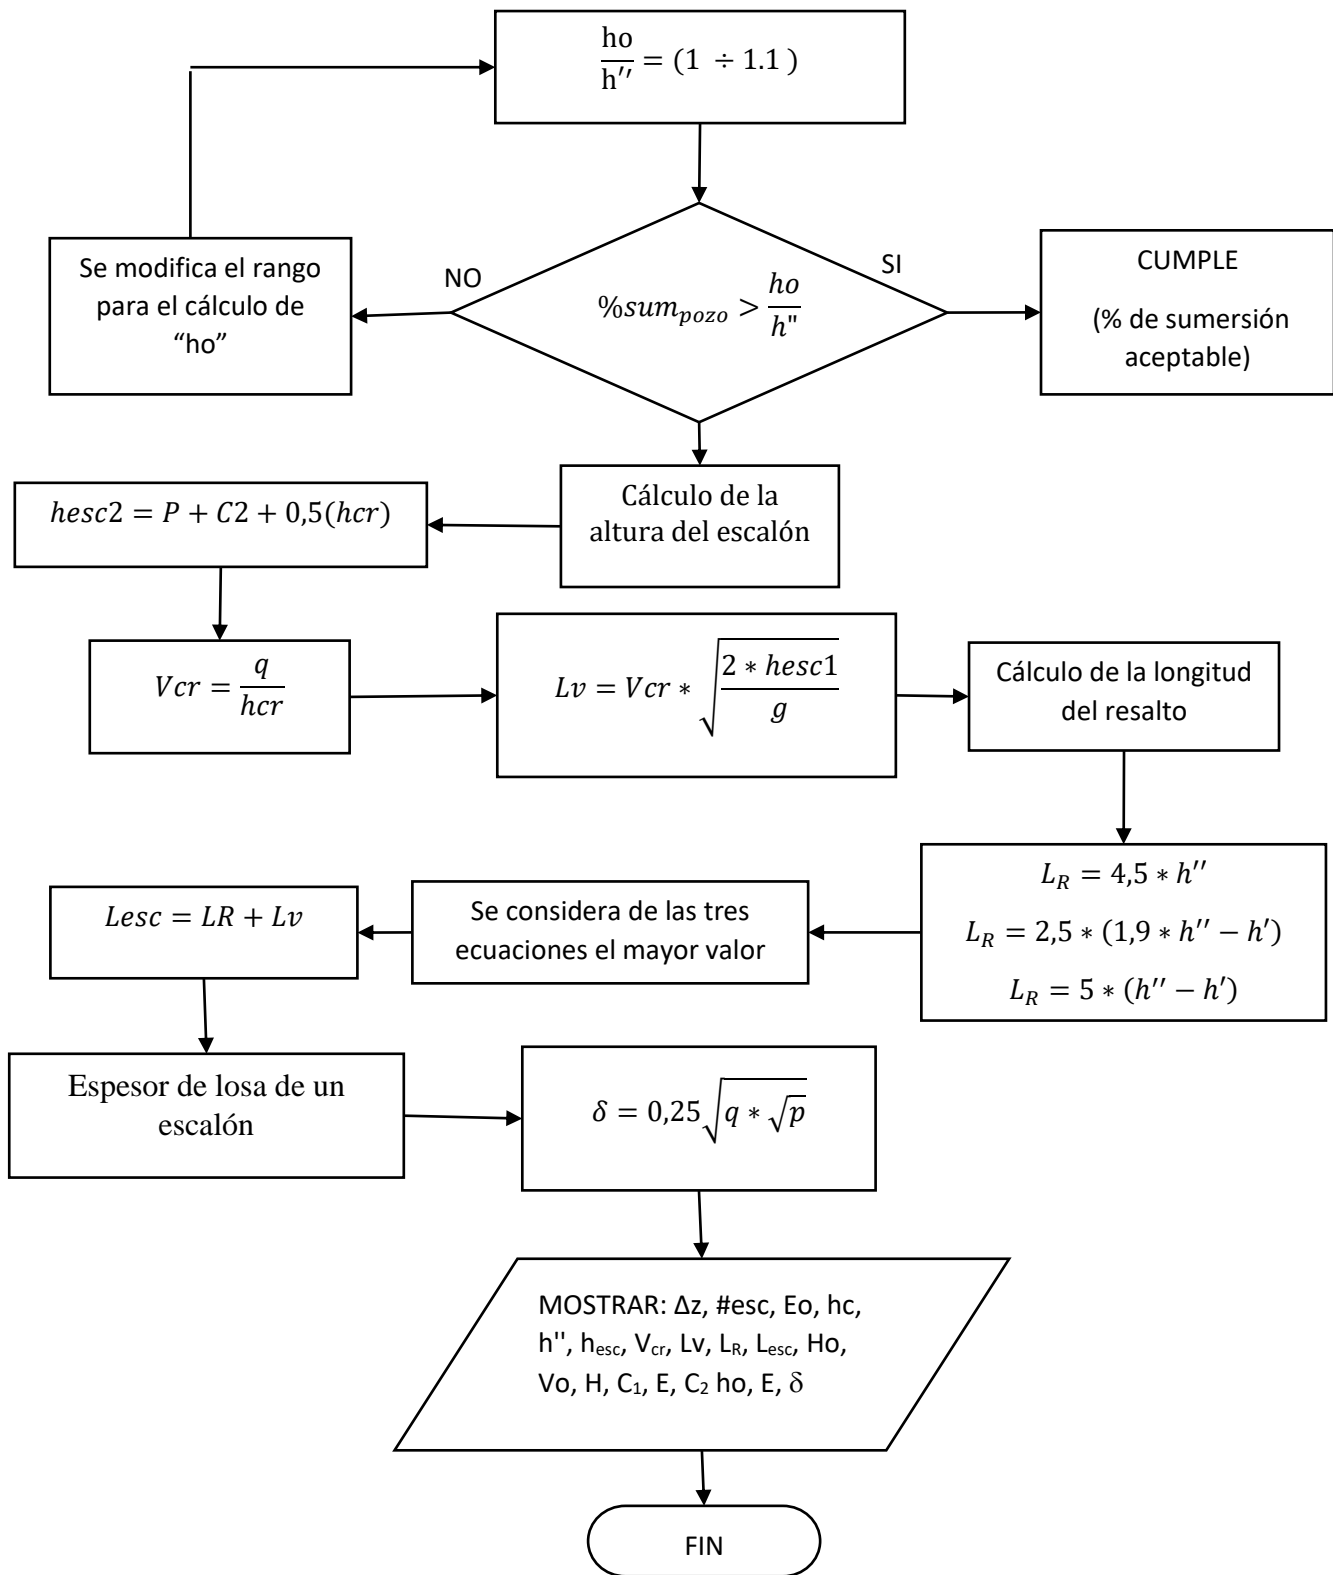 ho
h′′ = (1 ÷ 1.1 )
Se modifica el rango
para el cálculo de
“ho”
NO
%sum_pozo > ho
h"
SI
CUMPLE
(% de sumersión
aceptable)
Cálculo de la
altura del escalón
hesc2 = P + C2 + 0,5(hcr)
Vcr = q
hcr
Lv = Vcr * √(2 * hesc1
g)
Cálculo de la longitud
del resalto
L_R = 4,5 * h′′
L_R = 2,5 * (1,9 * h′′ − h′)
L_R = 5 * (h′′ − h′)
Se considera de las tres
ecuaciones el mayor valor
Lesc = LR + Lv
Espesor de losa de un
escalón
δ = 0,25√(q * √p)
MOSTRAR: Δz, #esc, Eo, hc,
h'', h_esc, V_cr, Lv, L_R, L_esc, Ho,
Vo, H, C₁, E, C₂ ho, E, δ
FIN